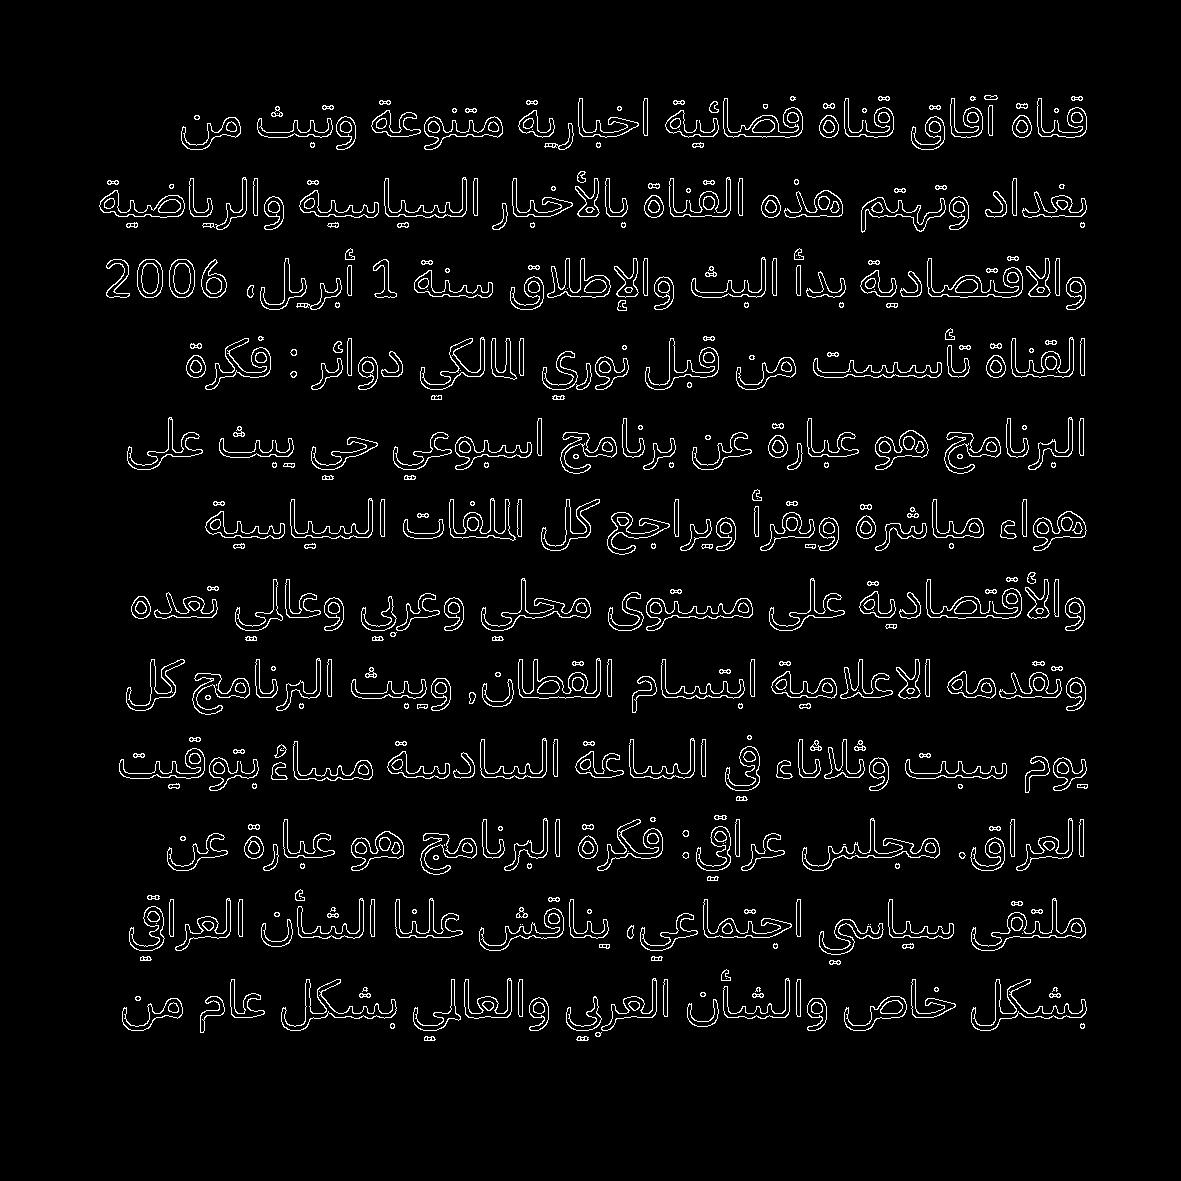 قناة آفاق قناة فضائية اخبارية متنوعة وتبث من
بغداد وتهتم هذه القناة بالأخبار السياسية والرياضية
والاقتصادية بدأ البث والإطلاق سنة 1 أبريل، 2006
القناة تأسست من قبل نوري المالكي دوائر : فكرة
البرنامج هو عبارة عن برنامج اسبوعي حي يبث على
هواء مباشرة ويقرأ ويراجع كل الملفات السياسية
والأقتصادية على مستوى محلي وعربي وعالمي تعده
وتقدمه الاعلامية ابتسام القطان, ويبث البرنامج كل
يوم سبت وثلاثاء في الساعة السادسة مساءُ بتوقيت
العراق. مجلس عراقي: فكرة البرنامج هو عبارة عن
ملتقى سياسي اجتماعي، يناقش علنا الشأن العراقي
بشكل خاص والشأن العربي والعالمي بشكل عام من